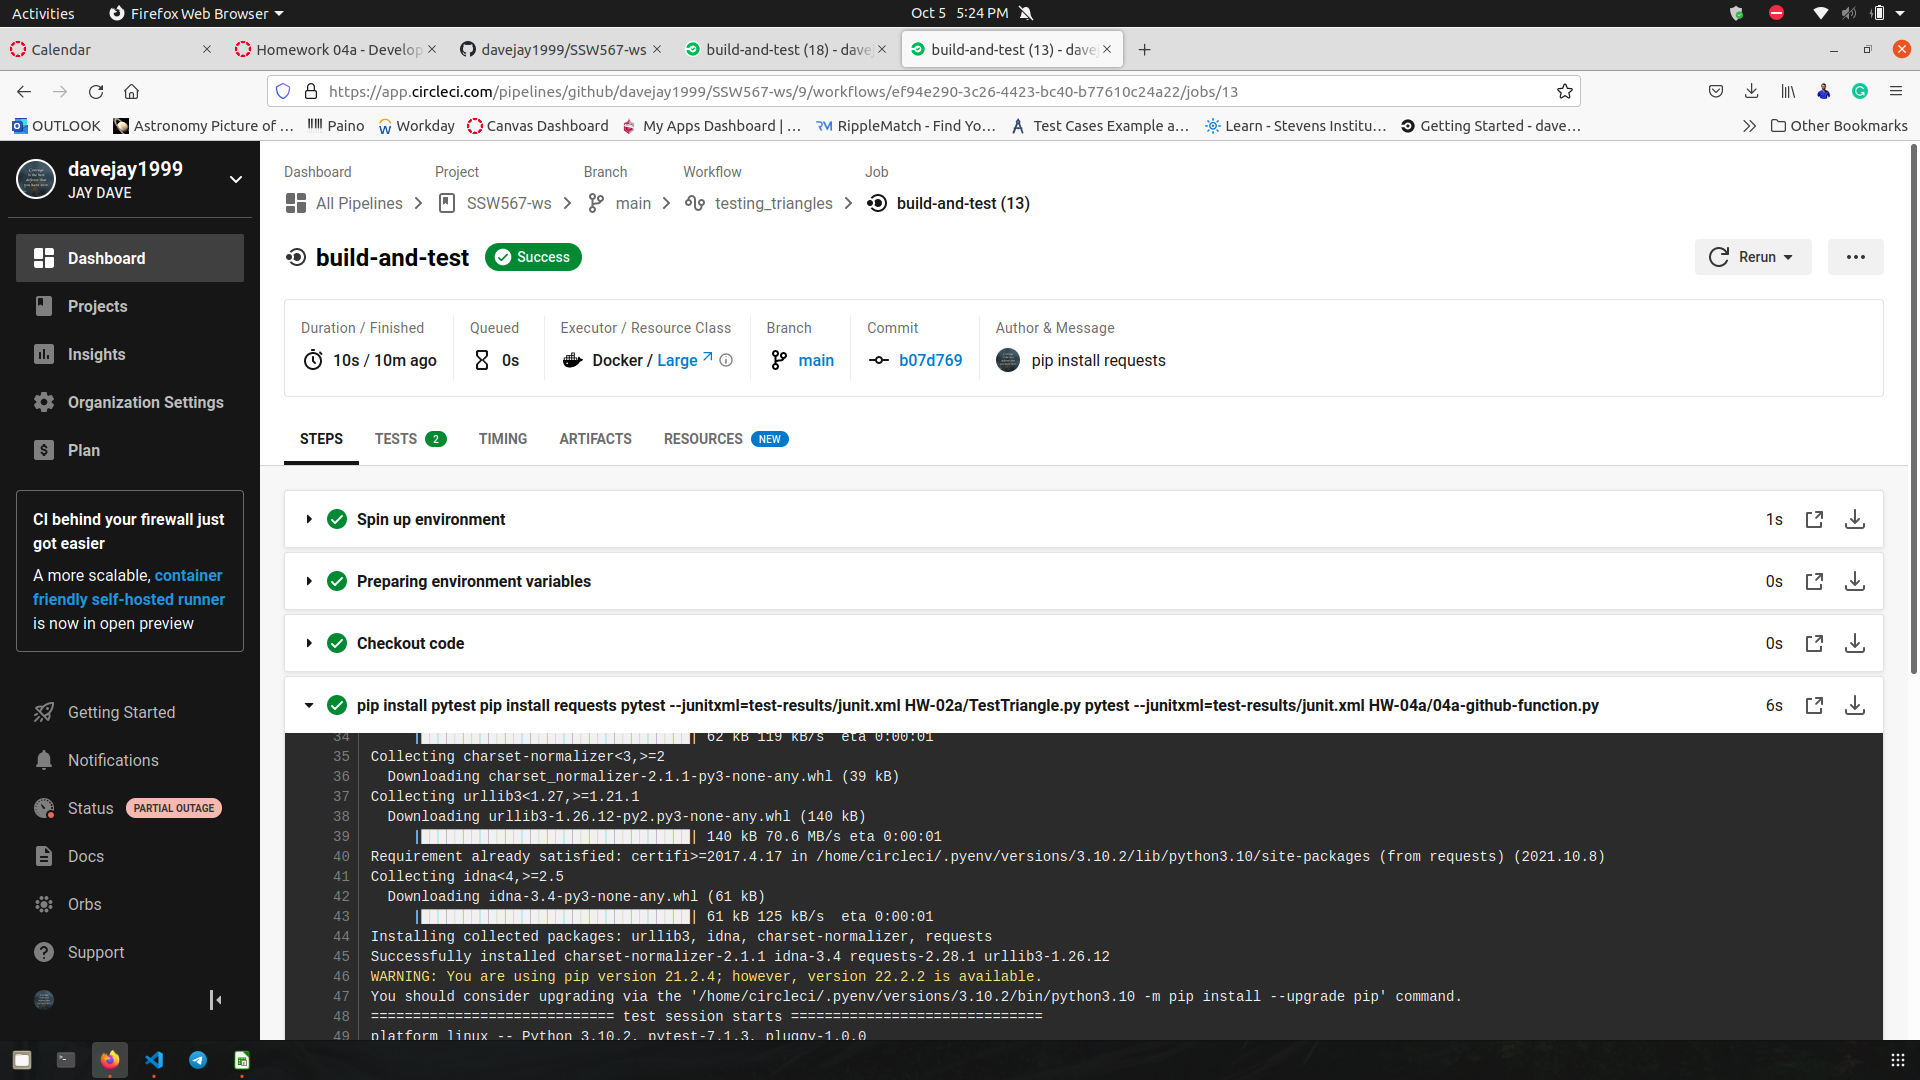 Activities
Firefox Web Browser
Oct 5 5:24 PM
Calendar
Homework 04a - Develop
davejay1999/SSW567-ws
build-and-test (18) - dave
build-and-test (13) - dave
https://app.circleci.com/pipelines/github/davejay1999/SSW567-ws/9/workflows/ef94e290-3c26-4423-bc40-b77610c24a22/jobs/13
OUTLOOK
Astronomy Picture of …
Paino
Workday
Canvas Dashboard
My Apps Dashboard | …
RippleMatch - Find Yo…
Test Cases Example a…
Learn - Stevens Institu…
Getting Started - dave…
Other Bookmarks
davejay1999
JAY DAVE
Dashboard
Projects
Insights
Organization Settings
Plan
CI behind your firewall just
got easier
A more scalable, container
friendly self-hosted runner
is now in open preview
Getting Started
Notifications
Status PARTIAL OUTAGE
Docs
Orbs
Support
Dashboard Project Branch Workflow Job
All Pipelines SSW567-ws main testing_triangles build-and-test (13)
build-and-test Success
Rerun
Duration / Finished Queued Executor / Resource Class Branch Commit Author & Message
10s / 10m ago 0s Docker / Large main b07d769 pip install requests
STEPS TESTS 2 TIMING ARTIFACTS RESOURCES NEW
Spin up environment 1s
Preparing environment variables 0s
Checkout code 0s
pip install pytest pip install requests pytest --junitxml=test-results/junit.xml HW-02a/TestTriangle.py pytest --junitxml=test-results/junit.xml HW-04a/04a-github-function.py 6s
34 | | 62 kB 119 kB/s eta 0:00:01
35 Collecting charset-normalizer<3,>=2
36 Downloading charset_normalizer-2.1.1-py3-none-any.whl (39 kB)
37 Collecting urllib3<1.27,>=1.21.1
38 Downloading urllib3-1.26.12-py2.py3-none-any.whl (140 kB)
39 | | 140 kB 70.6 MB/s eta 0:00:01
40 Requirement already satisfied: certifi>=2017.4.17 in /home/circleci/.pyenv/versions/3.10.2/lib/python3.10/site-packages (from requests) (2021.10.8)
41 Collecting idna<4,>=2.5
42 Downloading idna-3.4-py3-none-any.whl (61 kB)
43 | | 61 kB 125 kB/s eta 0:00:01
44 Installing collected packages: urllib3, idna, charset-normalizer, requests
45 Successfully installed charset-normalizer-2.1.1 idna-3.4 requests-2.28.1 urllib3-1.26.12
46 WARNING: You are using pip version 21.2.4; however, version 22.2.2 is available.
47 You should consider upgrading via the '/home/circleci/.pyenv/versions/3.10.2/bin/python3.10 -m pip install --upgrade pip' command.
48 ============================= test session starts ==============================
49 platform linux -- Python 3.10.2, pytest-7.1.3, pluggy-1.0.0